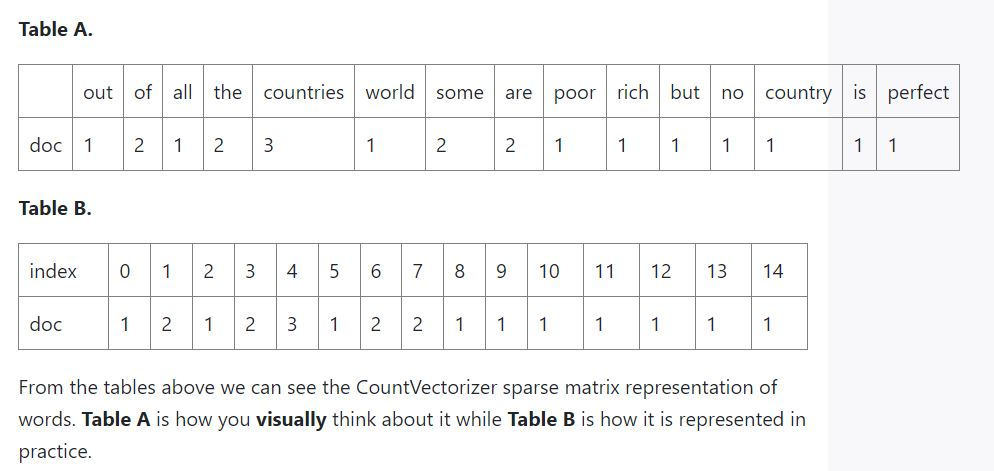 Table A.
out of all the countries world some are poor rich but no country is perfect
doc 1 2 1 2 3 1 2 2 1 1 1 1 1 1 1
Table B.
index 0 1 2 3 4 5 6 7 8 9 10 11 12 13 14
doc 1 2 1 2 3 1 2 2 1 1 1 1 1 1 1
From the tables above we can see the CountVectorizer sparse matrix representation of
words. Table A is how you visually think about it while Table B is how it is represented in
practice.